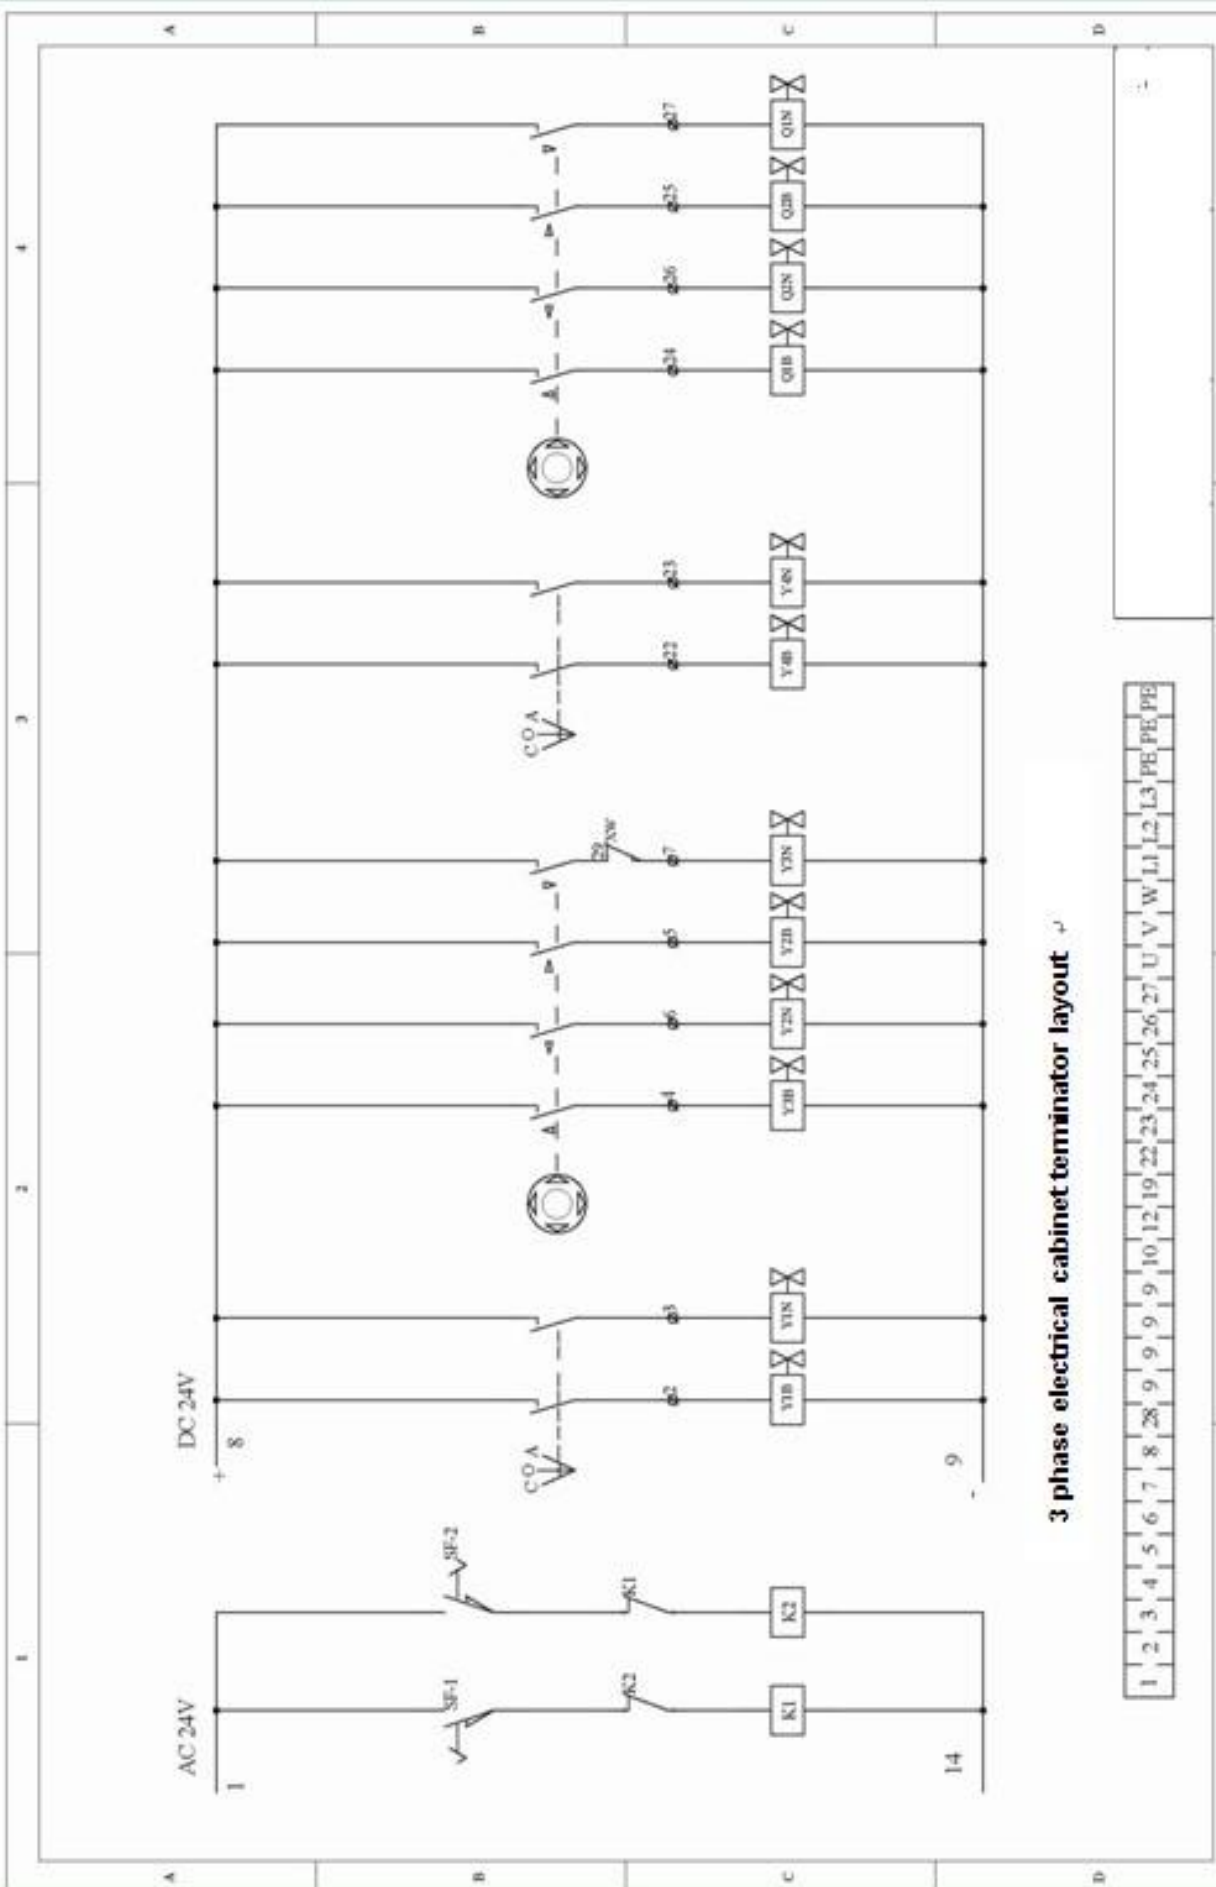 A B C D
1 2 3 4
AC 24V
1
SF-1
SF-2
K2
K1
K1
K2
14
DC 24V
+ 8
C O A
2
3
4
6
5
29
XW
7
C O A
22
23
24
26
25
27
Y1B
Y1N
Y3B
Y2N
Y2B
Y3N
Y4B
Y4N
Q1B
Q2N
Q2B
Q1N
- 9
3 phase electrical cabinet terminator layout
1 2 3 4 5 6 7 8 28 9 9 9 9 10 12 19 22 23 24 25 26 27 U V W L1 L2 L3 PE PE PE
A B C D